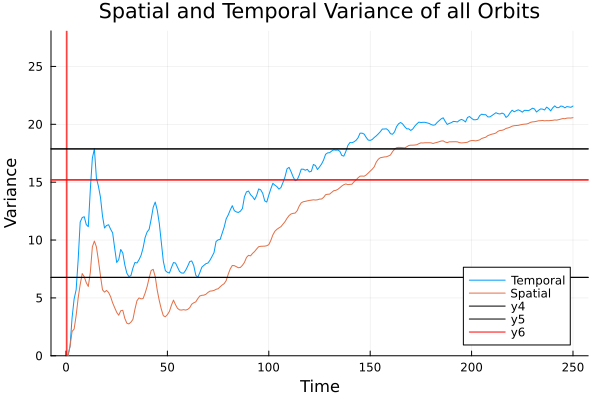 Spatial and Temporal Variance of all Orbits
Variance
25
20
15
10
5
0
Temporal
Spatial
y4
y5
y6
0 50 100 150 200 250
Time